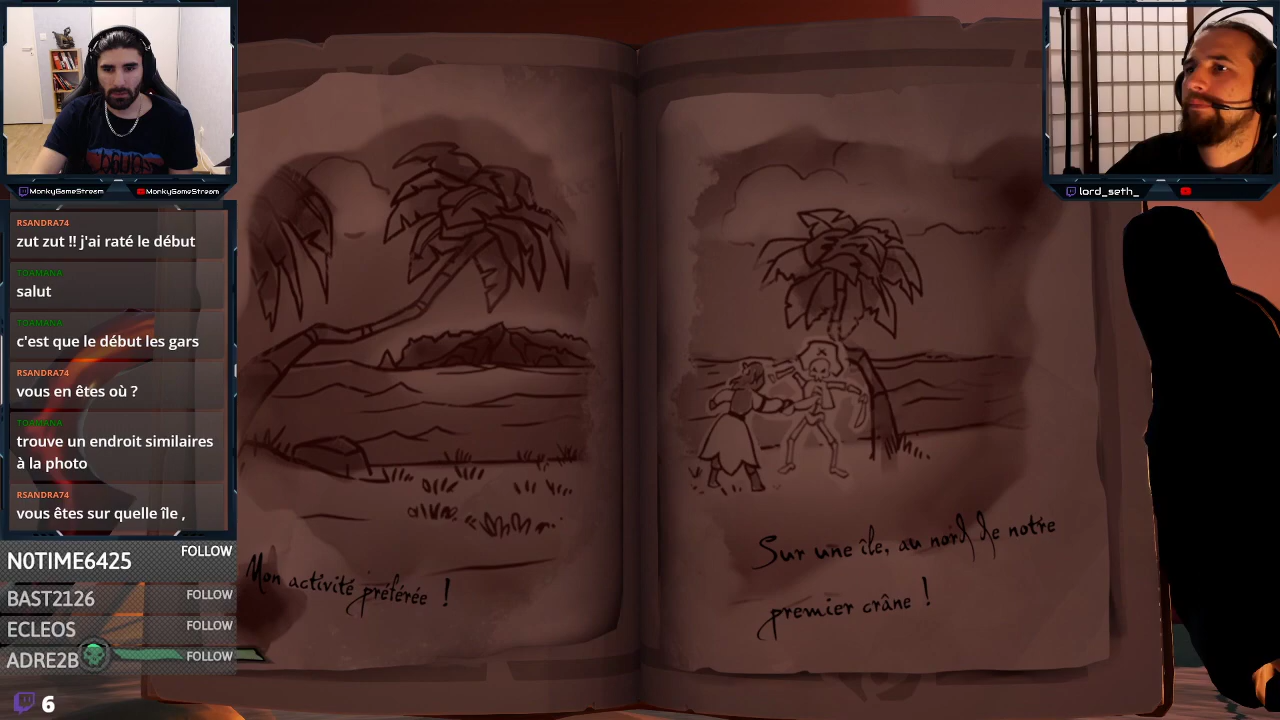 MonkyGameStream
MonkyGameStream
RSANDRA74
zut zut !! j'ai raté le début
TOAMANA
salut
TOAMANA
c'est que le début les gars
RSANDRA74
vous en êtes où ?
TOAMANA
trouve un endroit similaires
à la photo
RSANDRA74
vous êtes sur quelle île ,
N0TIME6425 FOLLOW
BAST2126 FOLLOW
ECLEOS FOLLOW
ADRE2B FOLLOW
6
Mon activité préférée !
Sur une île, au nord de notre
premier crâne !
lord_seth_